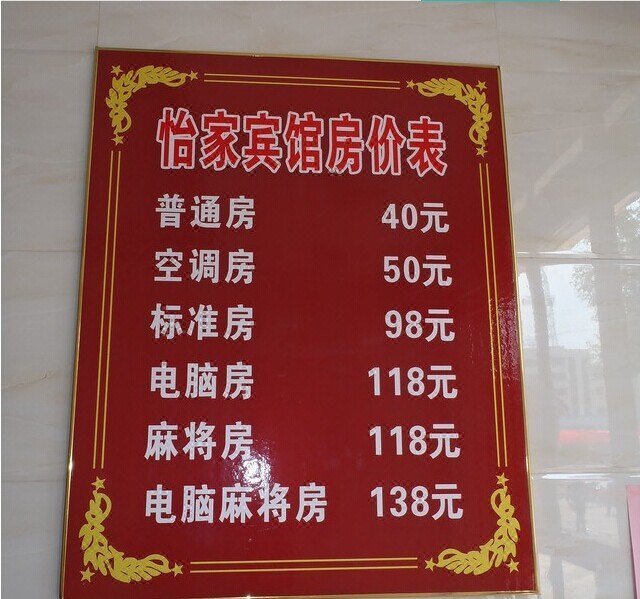 怡家宾馆房价表
普通房 40元
空调房 50元
标准房 98元
电脑房 118元
麻将房 118元
电脑麻将房 138元